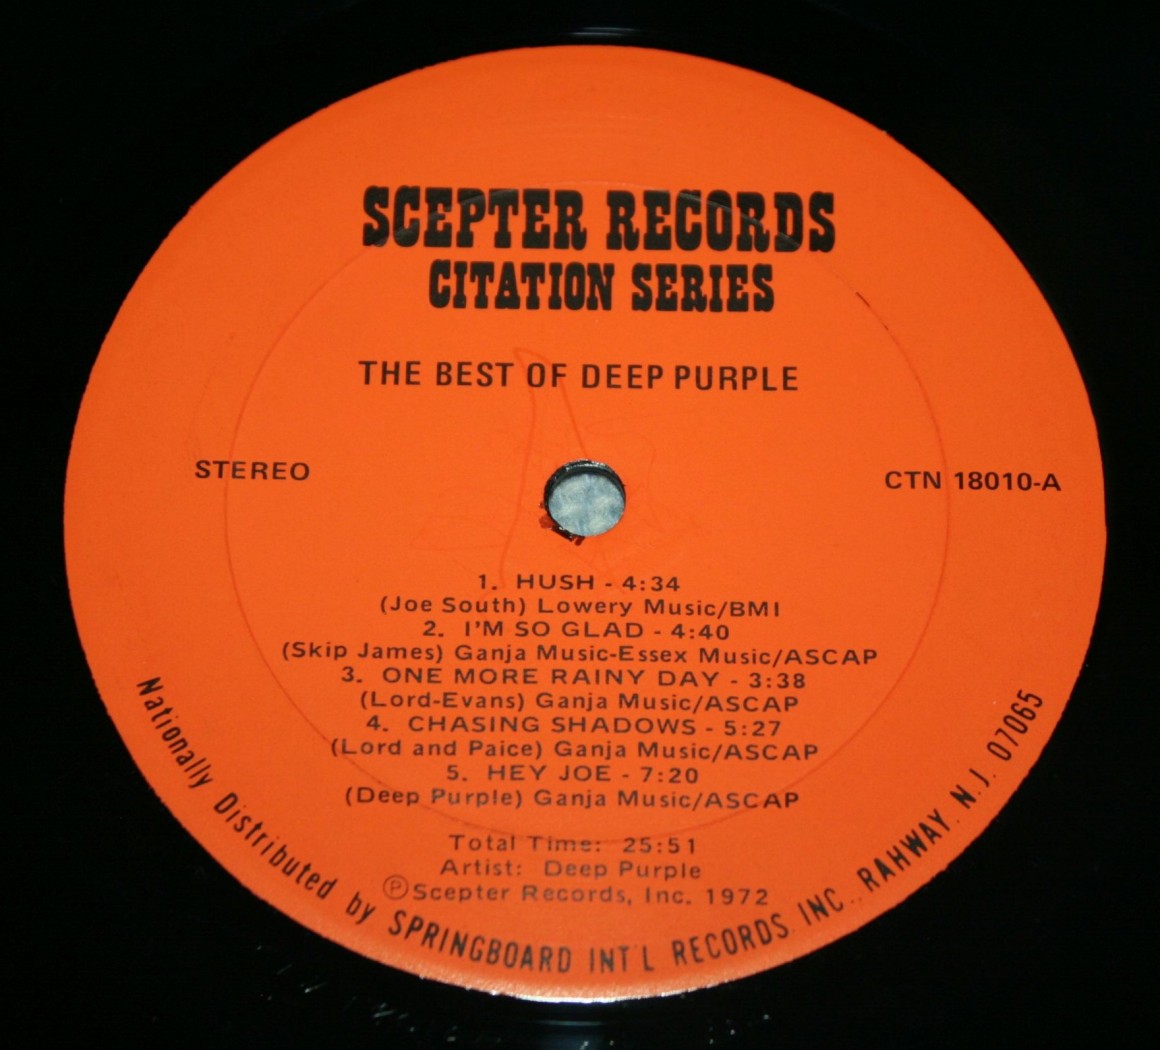 SCEPTER RECORDS
CITATION SERIES
THE BEST OF DEEP PURPLE
STEREO
CTN 18010-A
1. HUSH - 4:34
(Joe South) Lowery Music/BMI
2. I'M SO GLAD - 4:40
(Skip James) Ganja Music-Essex Music/ASCAP
3. ONE MORE RAINY DAY - 3:38
(Lord-Evans) Ganja Music/ASCAP
4. CHASING SHADOWS - 5:27
(Lord and Paice) Ganja Music/ASCAP
5. HEY JOE - 7:20
(Deep Purple) Ganja Music/ASCAP
Total Time: 25:51
Artist: Deep Purple
ⓅScepter Records, Inc. 1972
Nationally Distributed by SPRINGBOARD INT'L RECORDS INC., RAHWAY, N.J. 07065